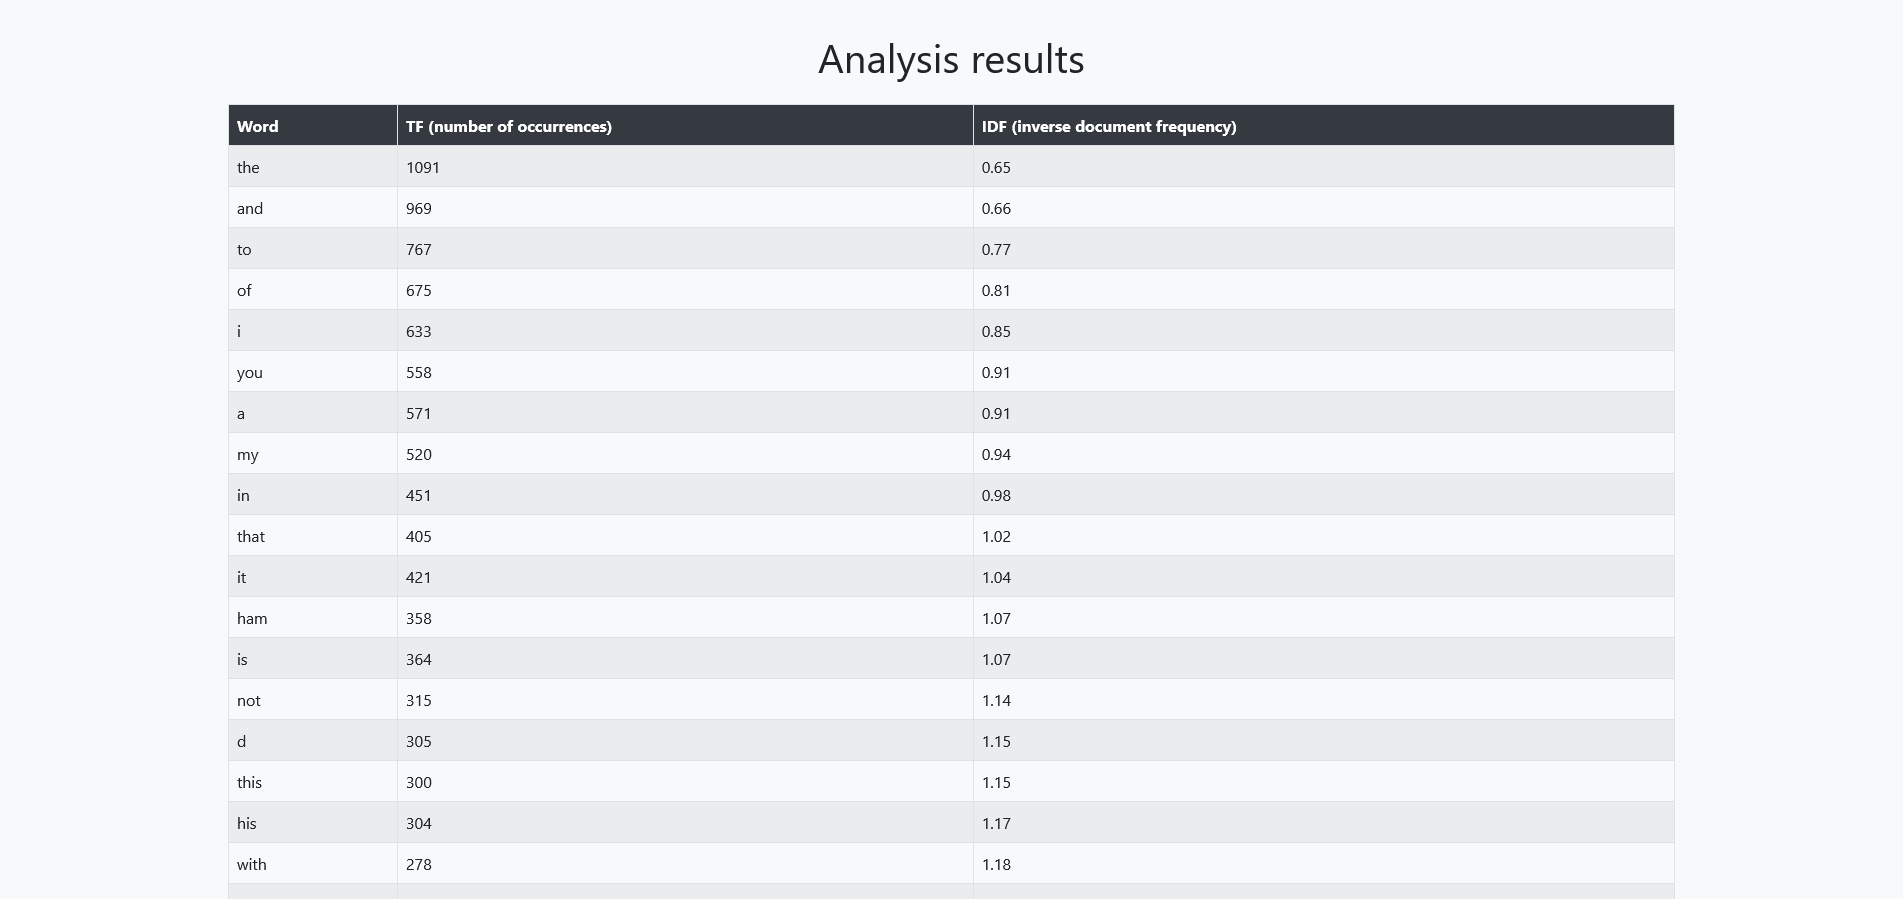 Analysis results
Word TF (number of occurrences) IDF (inverse document frequency)
the 1091 0.65
and 969 0.66
to 767 0.77
of 675 0.81
i 633 0.85
you 558 0.91
a 571 0.91
my 520 0.94
in 451 0.98
that 405 1.02
it 421 1.04
ham 358 1.07
is 364 1.07
not 315 1.14
d 305 1.15
this 300 1.15
his 304 1.17
with 278 1.18